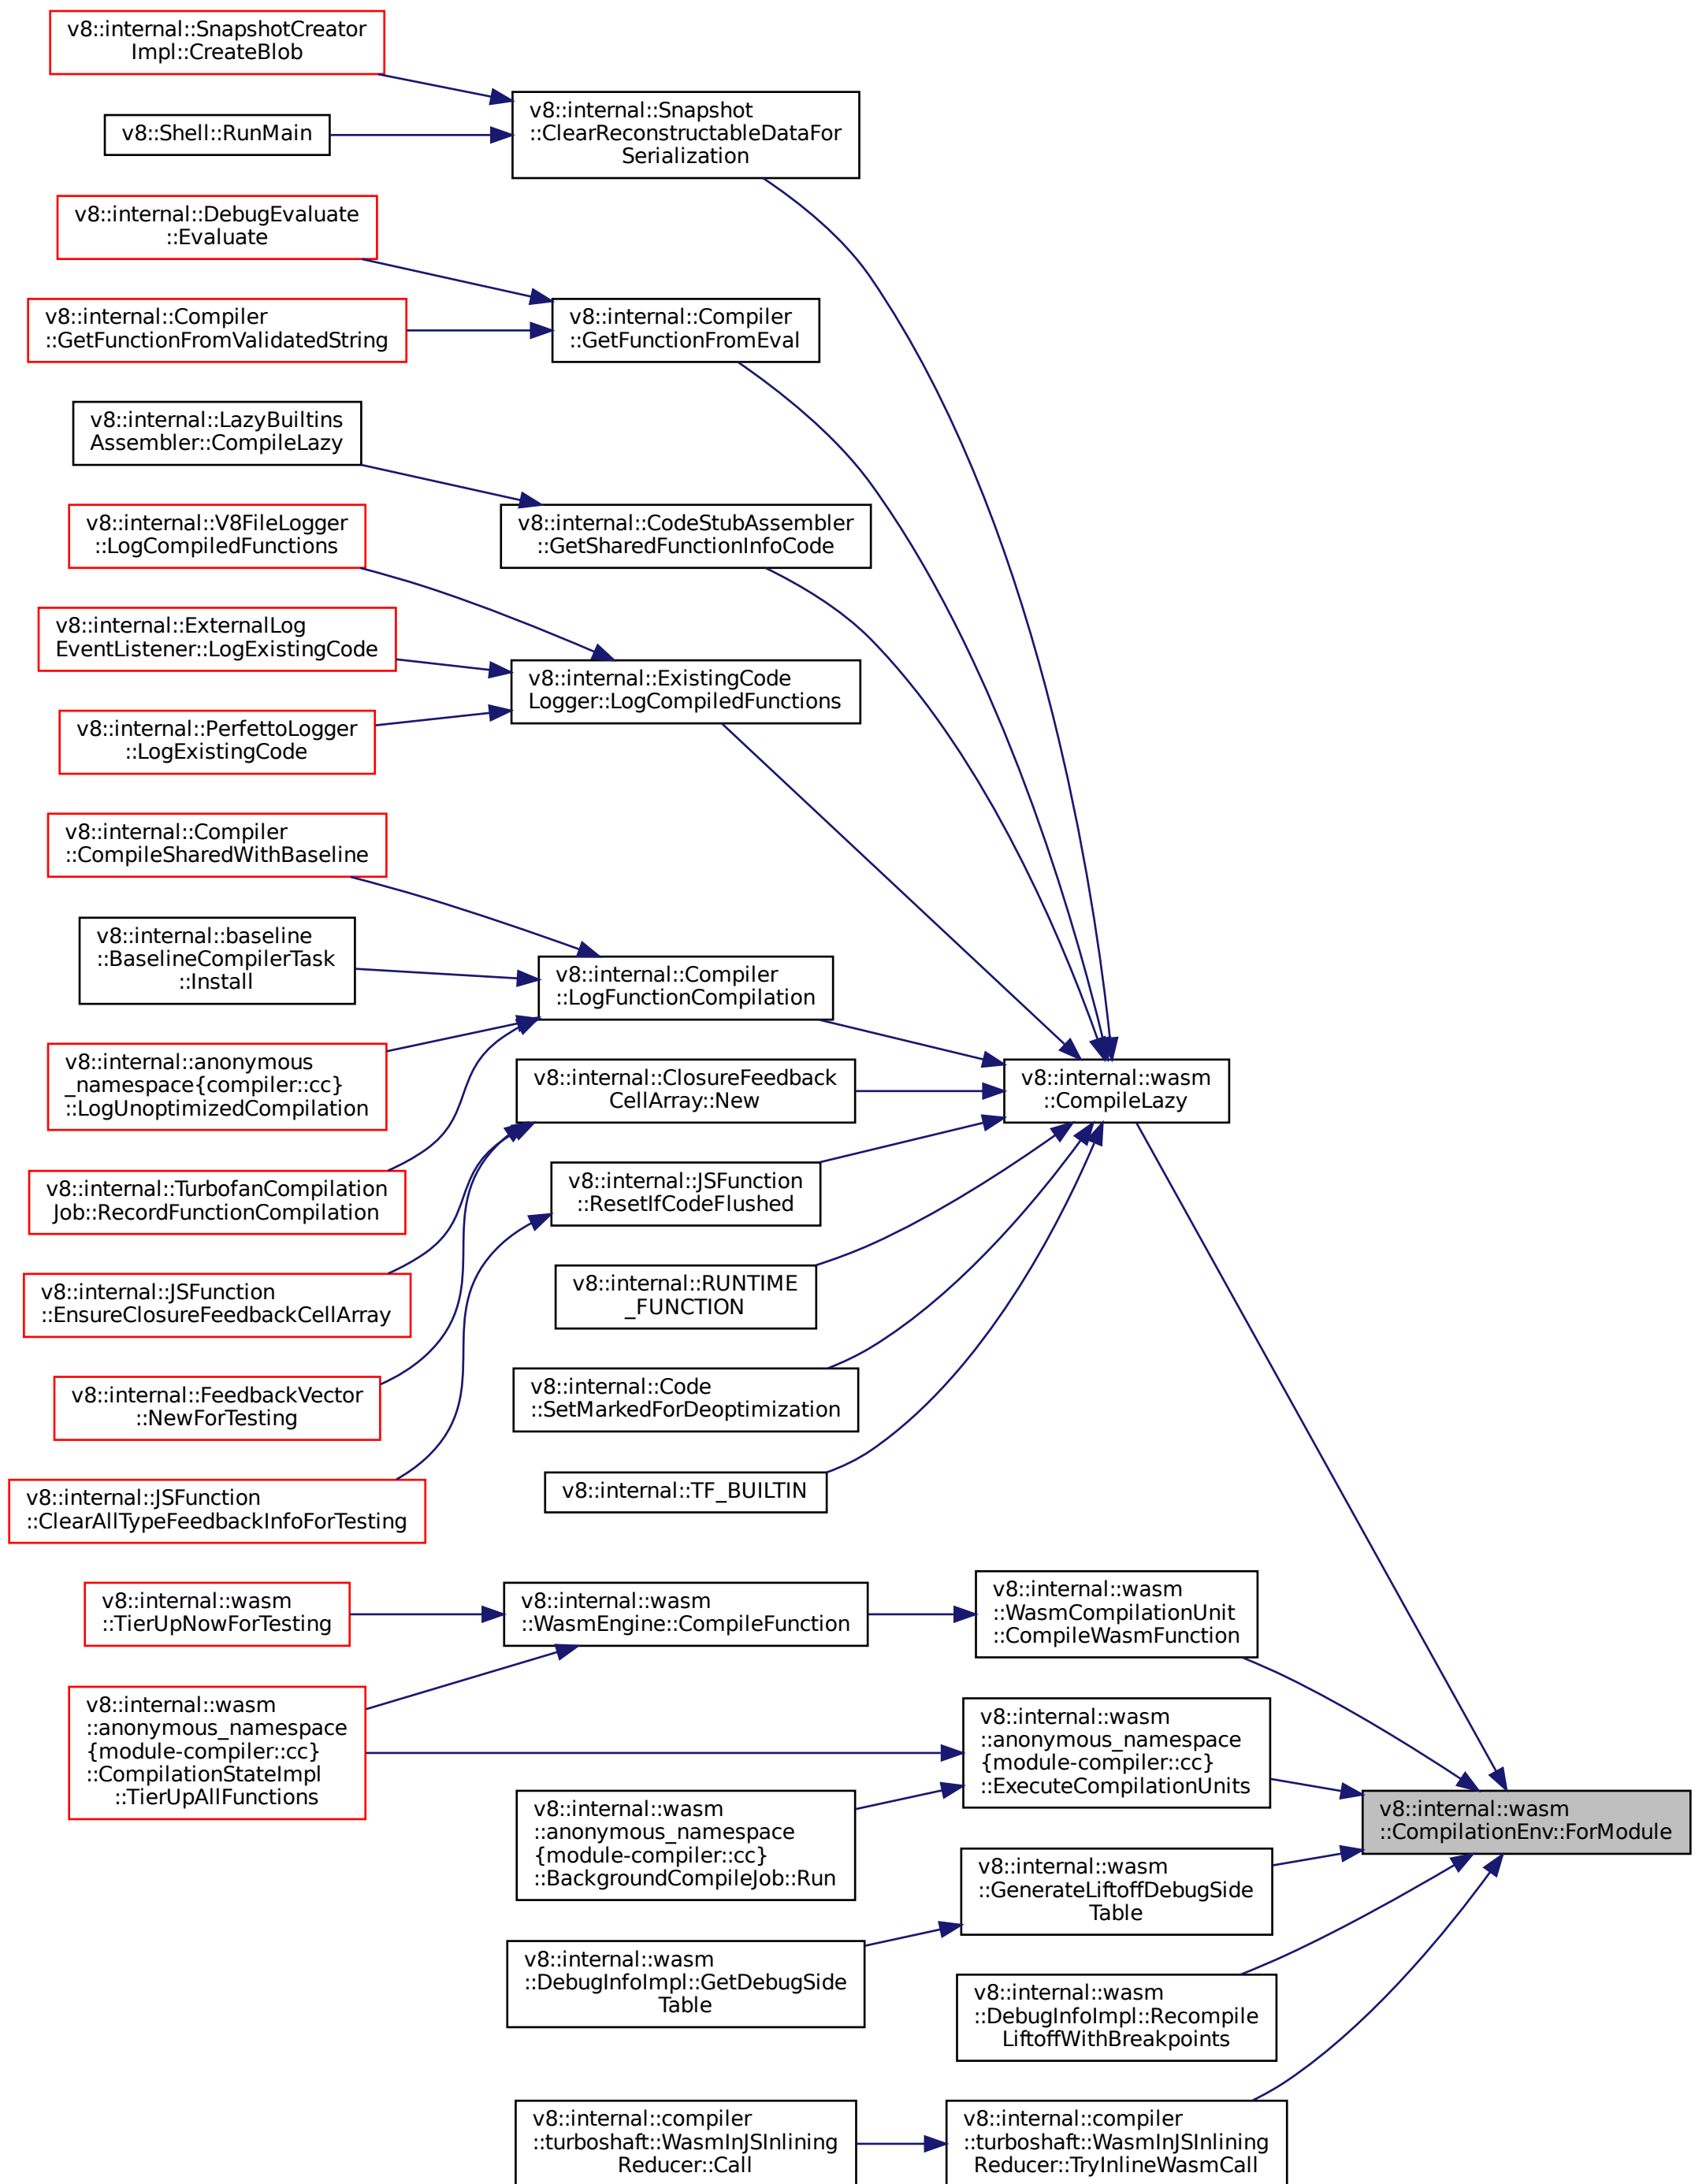 v8::internal::SnapshotCreator
Impl::CreateBlob
v8::Shell::RunMain
v8::internal::Snapshot
::ClearReconstructableDataFor
Serialization
v8::internal::DebugEvaluate
::Evaluate
v8::internal::Compiler
::GetFunctionFromValidatedString
v8::internal::Compiler
::GetFunctionFromEval
v8::internal::LazyBuiltins
Assembler::CompileLazy
v8::internal::CodeStubAssembler
::GetSharedFunctionInfoCode
v8::internal::V8FileLogger
::LogCompiledFunctions
v8::internal::ExternalLog
EventListener::LogExistingCode
v8::internal::PerfettoLogger
::LogExistingCode
v8::internal::ExistingCode
Logger::LogCompiledFunctions
v8::internal::Compiler
::CompileSharedWithBaseline
v8::internal::baseline
::BaselineCompilerTask
::Install
v8::internal::anonymous
_namespace{compiler::cc}
::LogUnoptimizedCompilation
v8::internal::TurbofanCompilation
Job::RecordFunctionCompilation
v8::internal::Compiler
::LogFunctionCompilation
v8::internal::ClosureFeedback
CellArray::New
v8::internal::wasm
::CompileLazy
v8::internal::JSFunction
::EnsureClosureFeedbackCellArray
v8::internal::FeedbackVector
::NewForTesting
v8::internal::JSFunction
::ClearAllTypeFeedbackInfoForTesting
v8::internal::JSFunction
::ResetIfCodeFlushed
v8::internal::RUNTIME
_FUNCTION
v8::internal::Code
::SetMarkedForDeoptimization
v8::internal::TF_BUILTIN
v8::internal::wasm
::TierUpNowForTesting
v8::internal::wasm
::WasmEngine::CompileFunction
v8::internal::wasm
::WasmCompilationUnit
::CompileWasmFunction
v8::internal::wasm
::anonymous_namespace
{module-compiler::cc}
::CompilationStateImpl
::TierUpAllFunctions
v8::internal::wasm
::anonymous_namespace
{module-compiler::cc}
::ExecuteCompilationUnits
v8::internal::wasm
::anonymous_namespace
{module-compiler::cc}
::BackgroundCompileJob::Run
v8::internal::wasm
::CompilationEnv::ForModule
v8::internal::wasm
::GenerateLiftoffDebugSide
Table
v8::internal::wasm
::DebugInfoImpl::GetDebugSide
Table
v8::internal::wasm
::DebugInfoImpl::Recompile
LiftoffWithBreakpoints
v8::internal::compiler
::turboshaft::WasmInJSInlining
Reducer::Call
v8::internal::compiler
::turboshaft::WasmInJSInlining
Reducer::TryInlineWasmCall